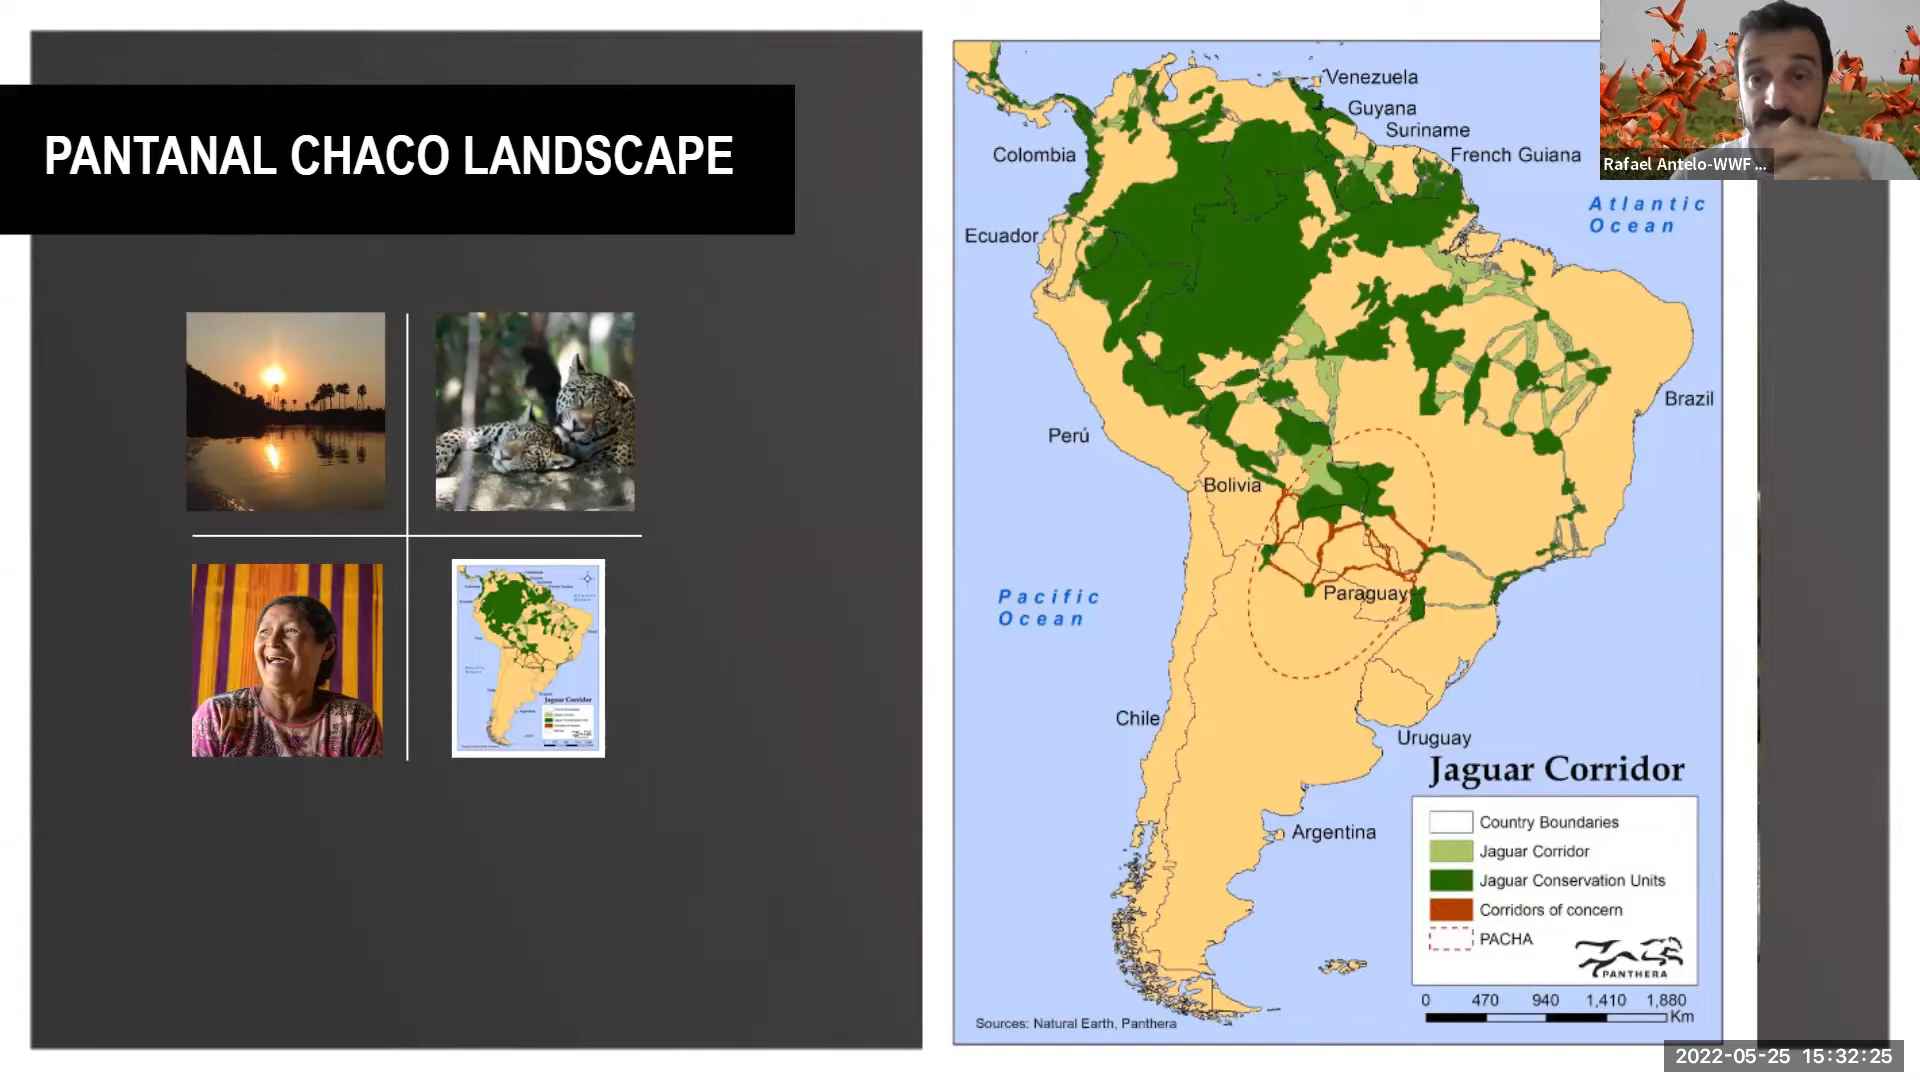 PANTANAL CHACO LANDSCAPE
Venezuela
Guyana
Suriname
Colombia
French Guiana
Rafael Antelo-WWF ...
Atlantic
Ocean
Ecuador
Brazil
Perú
Bolivia
Pacific
Ocean
Paraguay
Chile
Uruguay
Argentina
Jaguar Corridor
Country Boundaries
Jaguar Corridor
Jaguar Conservation Units
Corridors of concern
PACHA
PANTHERA
0 470 940 1,410 1,880
Km
Sources: Natural Earth, Panthera
Jaguar Corridor
2022-05-25 15:32:25